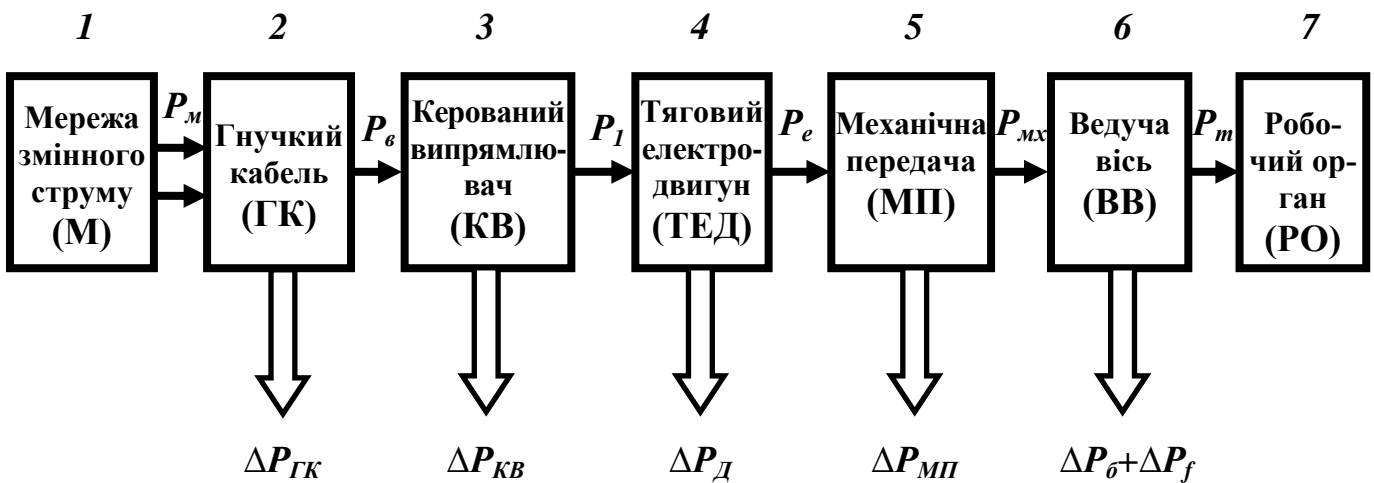 1 2 3 4 5 6 7
Мережа
змінного
струму
(М)
Pм
Гнучкий
кабель
(ГК)
Pв
Керований
випрямлю-
вач
(КВ)
P1
Тяговий
електро-
двигун
(ТЕД)
Pе
Механічна
передача
(МП)
Pмх
Ведуча
вісь
(ВВ)
Pт
Робо-
чий ор-
ган
(РО)
ΔPГК ΔPКВ ΔPД ΔPМП ΔPб+ΔPf